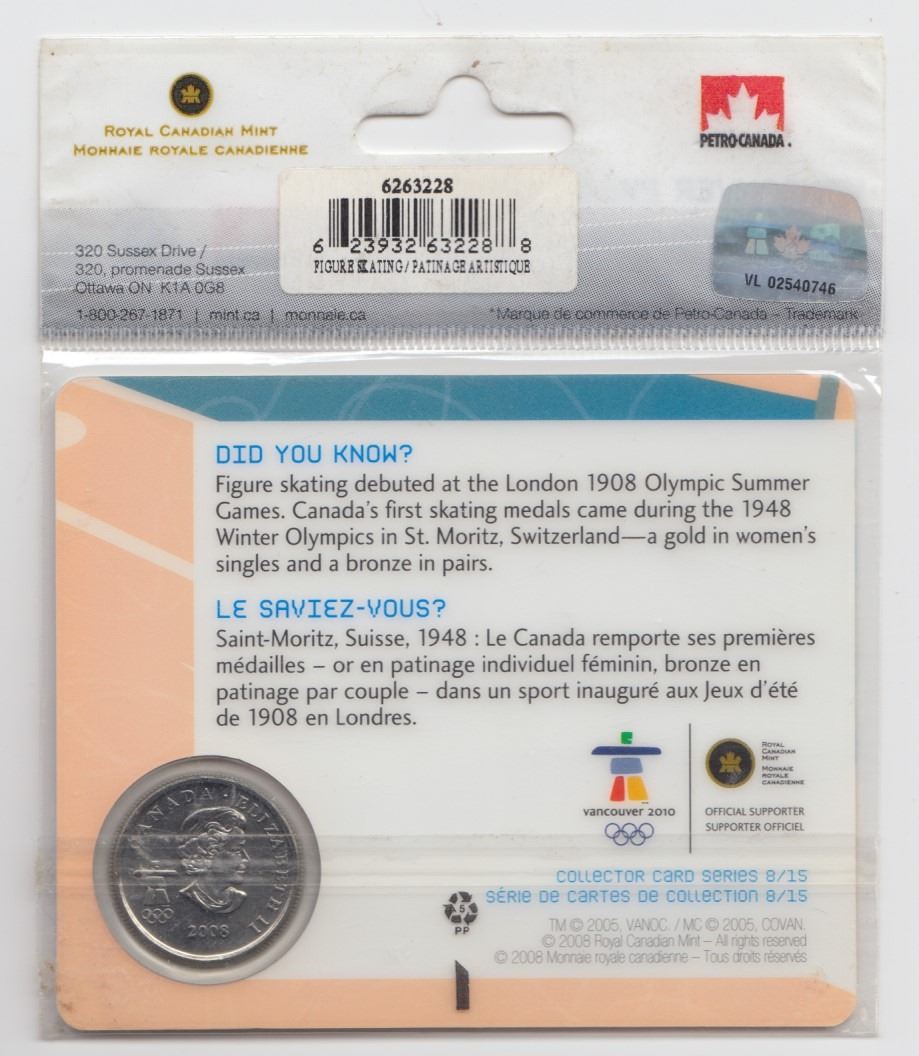 ROYAL CANADIAN MINT
MONNAIE ROYALE CANADIENNE
PETRO-CANADA
6263228
6 23932 63228 8
FIGURE SKATING / PATINAGE ARTISTIQUE
320 Sussex Drive /
320, promenade Sussex
Ottawa ON K1A 0G8
1-800-267-1871 | mint.ca | monnaie.ca
VL 02540746
*Marque de commerce de Petro-Canada – Trademark
DID YOU KNOW?
Figure skating debuted at the London 1908 Olympic Summer
Games. Canada's first skating medals came during the 1948
Winter Olympics in St. Moritz, Switzerland—a gold in women's
singles and a bronze in pairs.
LE SAVIEZ-VOUS?
Saint-Moritz, Suisse, 1948 : Le Canada remporte ses premières
médailles – or en patinage individuel féminin, bronze en
patinage par couple – dans un sport inauguré aux Jeux d'été
de 1908 en Londres.
vancouver 2010
ROYAL
CANADIAN
MINT
MONNAIE
ROYALE
CANADIENNE
OFFICIAL SUPPORTER
SUPPORTER OFFICIEL
CANADA · ELIZABETH II
2008
COLLECTOR CARD SERIES 8/15
SÉRIE DE CARTES DE COLLECTION 8/15
5
PP
TM © 2005, VANOC. / MC © 2005, COVAN.
© 2008 Royal Canadian Mint – All rights reserved
© 2008 Monnaie royale canadienne – Tous droits réservés